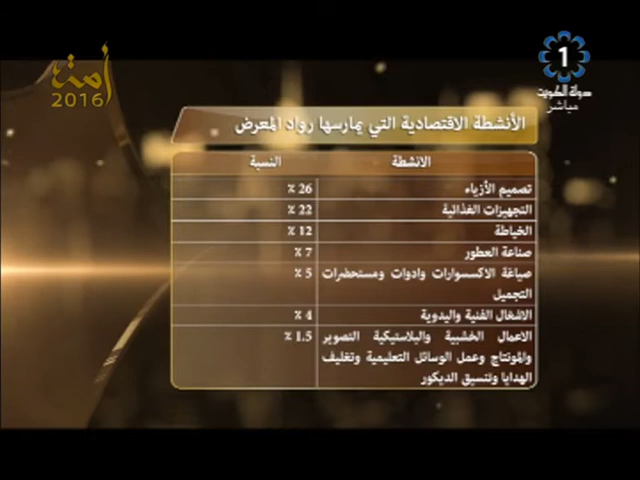 أمة
2016
1
دولة الكويت
مباشر
الأنشطة الاقتصادية التي يمارسها رواد المعرض
الانشطة النسبة
تصميم الأزياء 26 %
التجهيزات الغذائية 22 %
الخياطة 12 %
صناعة العطور 7 %
صياغة الاكسسوارات وادوات ومستحضرات 5 %
التجميل
الاشغال الفنية واليدوية 4 %
الاعمال الخشبية والبلاستيكية التصوير 1.5 %
والمونتاج وعمل الوسائل التعليمية وتغليف
الهدايا وتنسيق الديكور